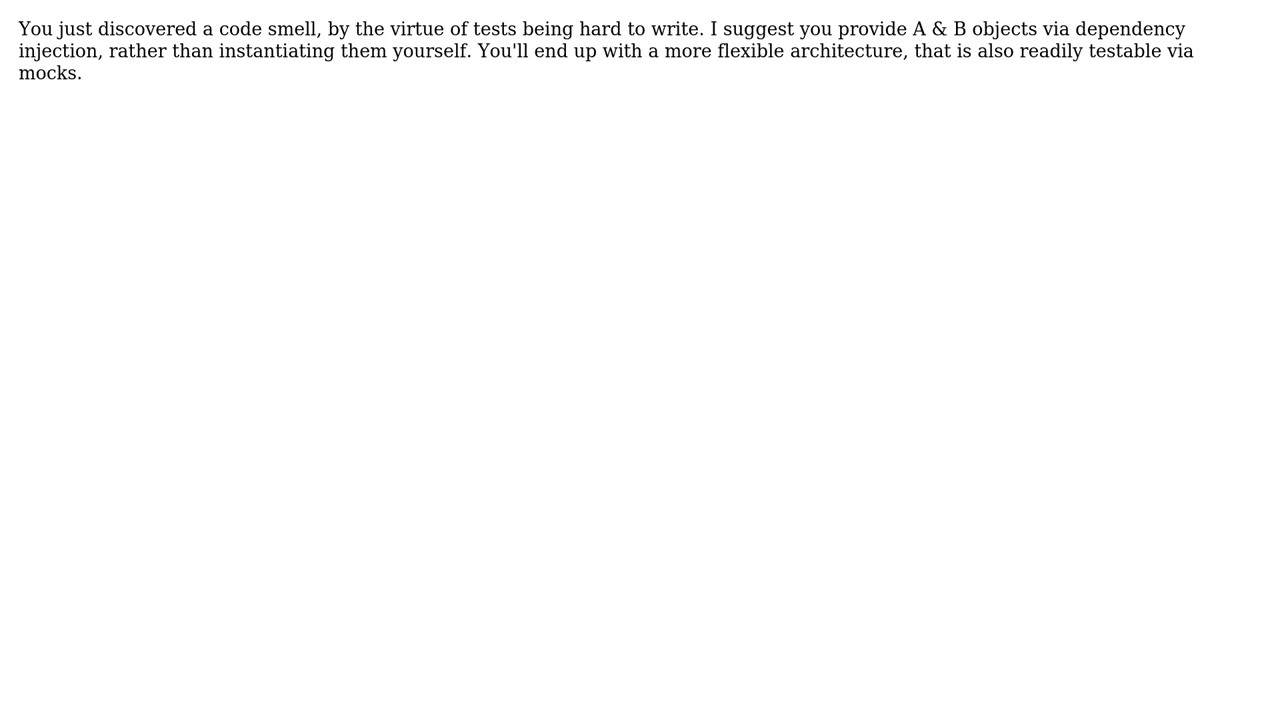 You just discovered a code smell, by the virtue of tests being hard to write. I suggest you provide A & B objects via dependency
injection, rather than instantiating them yourself. You'll end up with a more flexible architecture, that is also readily testable via
mocks.